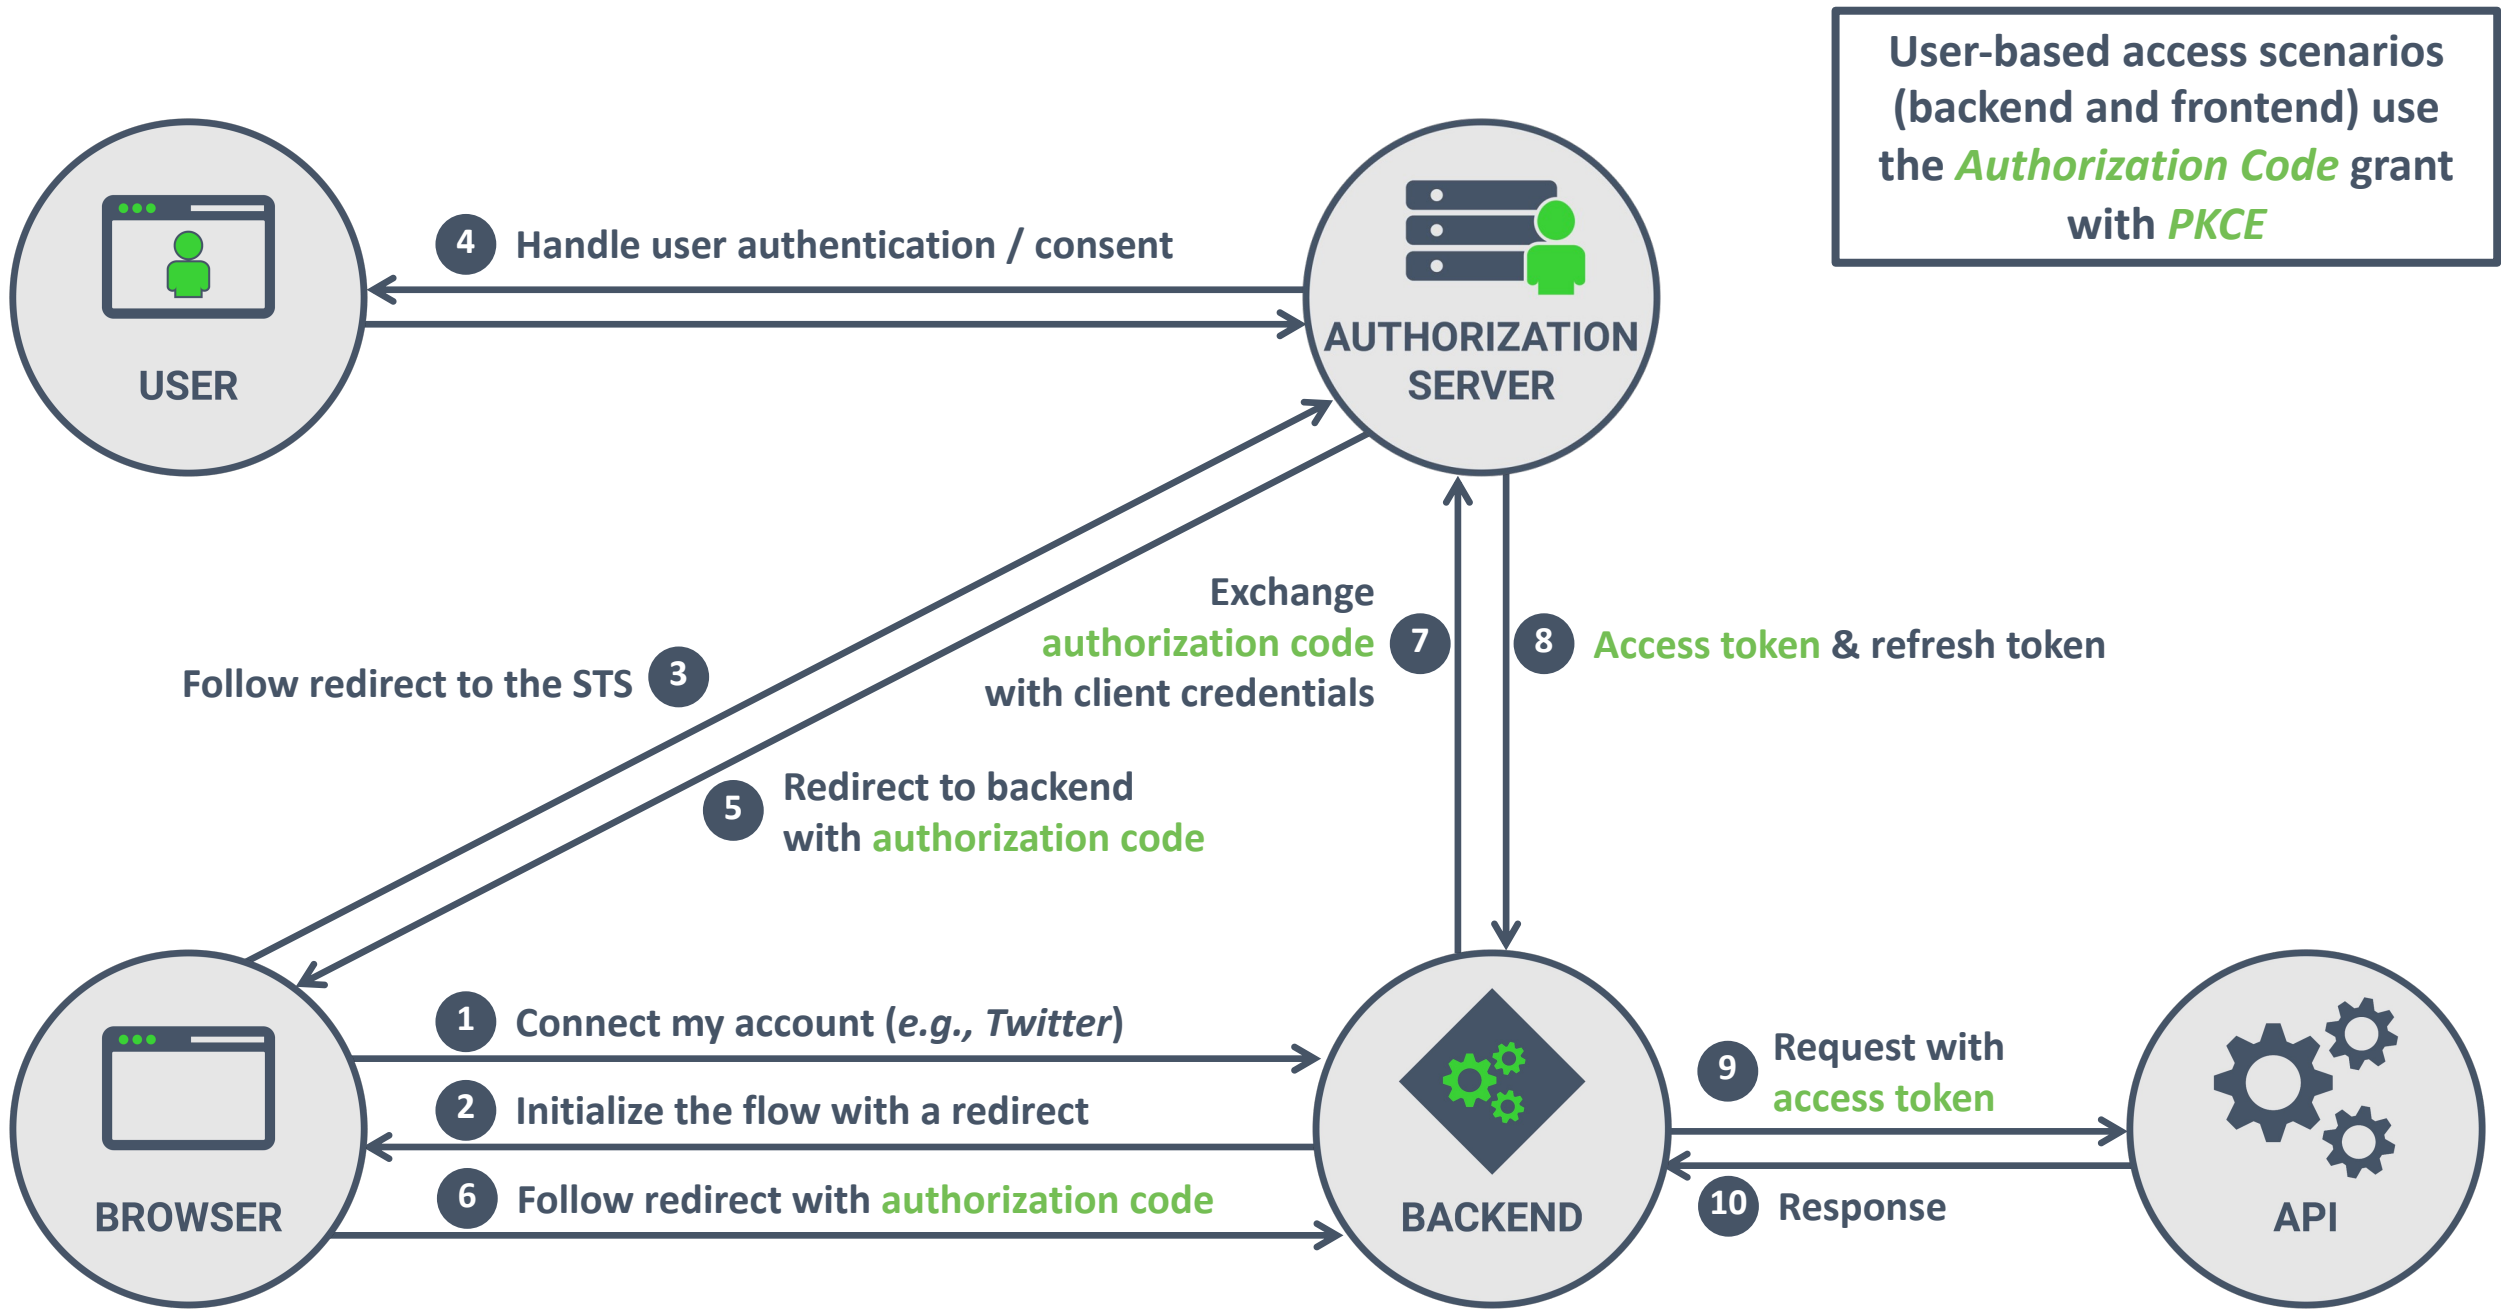 User-based access scenarios
(backend and frontend) use
the Authorization Code grant
with PKCE
4 Handle user authentication / consent
USER
AUTHORIZATION
SERVER
Follow redirect to the STS 3
Exchange
authorization code
with client credentials
7
8 Access token & refresh token
5 Redirect to backend
with authorization code
1 Connect my account (e.g., Twitter)
2 Initialize the flow with a redirect
6 Follow redirect with authorization code
BROWSER
BACKEND
9 Request with
access token
10 Response
API